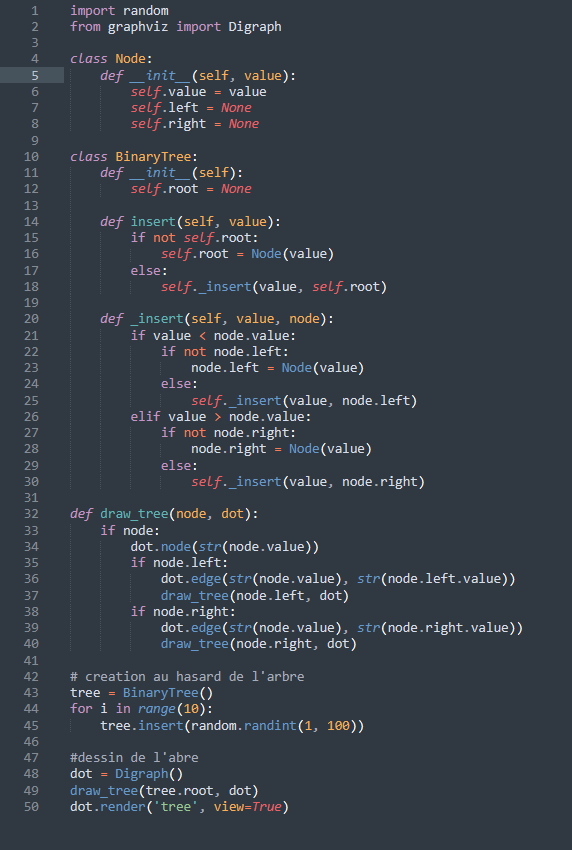 1 import random
2 from graphviz import Digraph
3
4 class Node:
5     def __init__(self, value):
6         self.value = value
7         self.left = None
8         self.right = None
9
10 class BinaryTree:
11     def __init__(self):
12         self.root = None
13
14     def insert(self, value):
15         if not self.root:
16             self.root = Node(value)
17         else:
18             self._insert(value, self.root)
19
20     def _insert(self, value, node):
21         if value < node.value:
22             if not node.left:
23                 node.left = Node(value)
24             else:
25                 self._insert(value, node.left)
26         elif value > node.value:
27             if not node.right:
28                 node.right = Node(value)
29             else:
30                 self._insert(value, node.right)
31
32 def draw_tree(node, dot):
33     if node:
34         dot.node(str(node.value))
35         if node.left:
36             dot.edge(str(node.value), str(node.left.value))
37             draw_tree(node.left, dot)
38         if node.right:
39             dot.edge(str(node.value), str(node.right.value))
40             draw_tree(node.right, dot)
41
42 # creation au hasard de l'arbre
43 tree = BinaryTree()
44 for i in range(10):
45     tree.insert(random.randint(1, 100))
46
47 #dessin de l'abre
48 dot = Digraph()
49 draw_tree(tree.root, dot)
50 dot.render('tree', view=True)